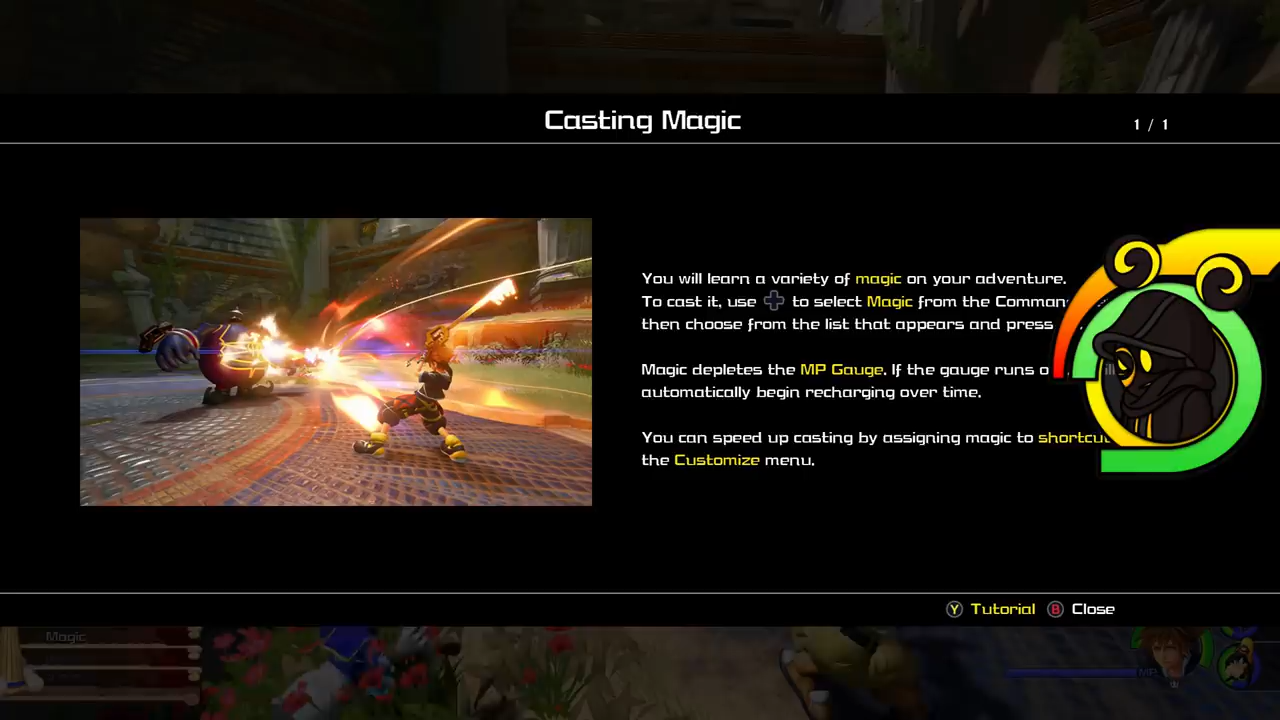 Casting Magic
1 / 1
You will learn a variety of magic on your adventure.
To cast it, use to select Magic from the
then choose from the list that appears and press
Magic depletes the MP Gauge. If the gauge runs
automatically begin recharging over time.
You can speed up casting by assigning magic to
the Customize menu.
Y Tutorial B Close
Magic
MP